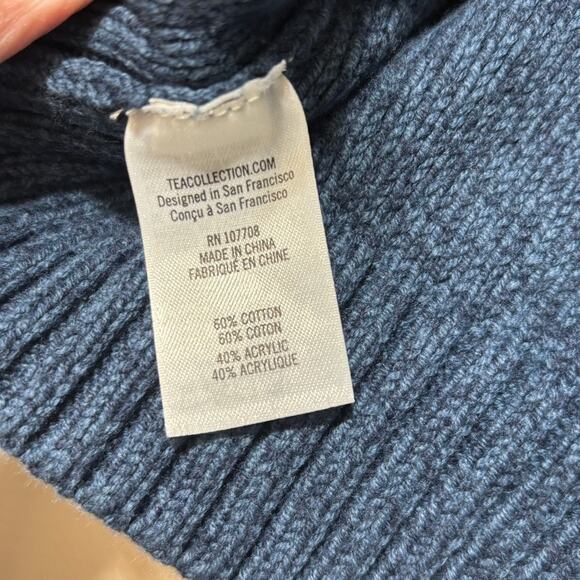 TEACOLLECTION.COM
Designed in San Francisco
Conçu à San Francisco
RN 107708
MADE IN CHINA
FABRIQUÉ EN CHINE
60% COTTON
60% COTON
40% ACRYLIC
40% ACRYLIQUE